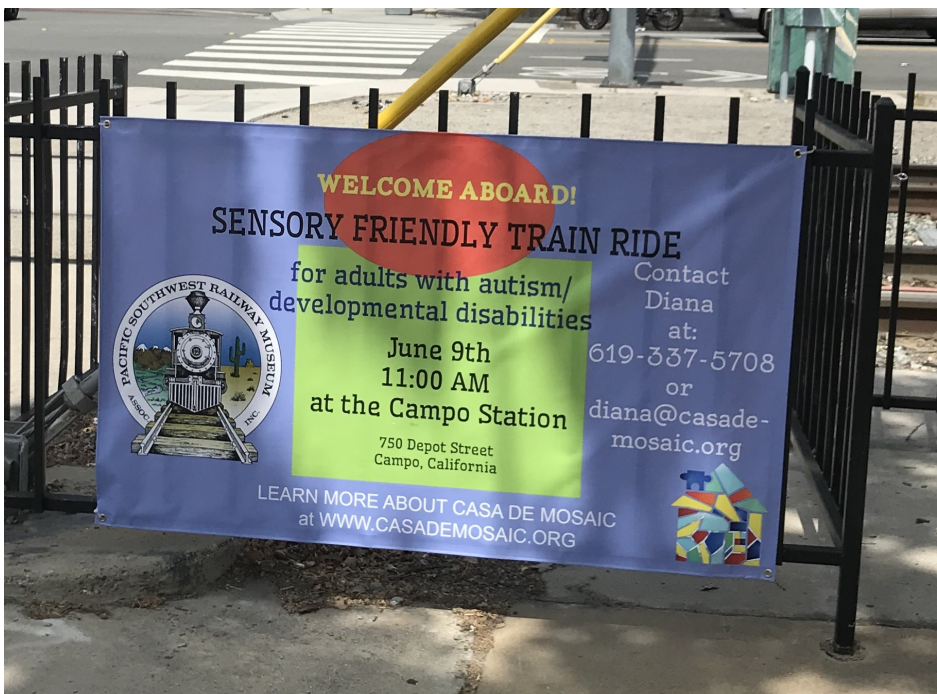 WELCOME ABOARD!
SENSORY FRIENDLY TRAIN RIDE
for adults with autism/
developmental disabilities
June 9th
11:00 AM
at the Campo Station
750 Depot Street
Campo, California
Contact
Diana
at:
619-337-5708
or
diana@casade-
mosaic.org
PACIFIC SOUTHWEST RAILWAY MUSEUM
ASSOC. INC.
LEARN MORE ABOUT CASA DE MOSAIC
at WWW.CASADEMOSAIC.ORG